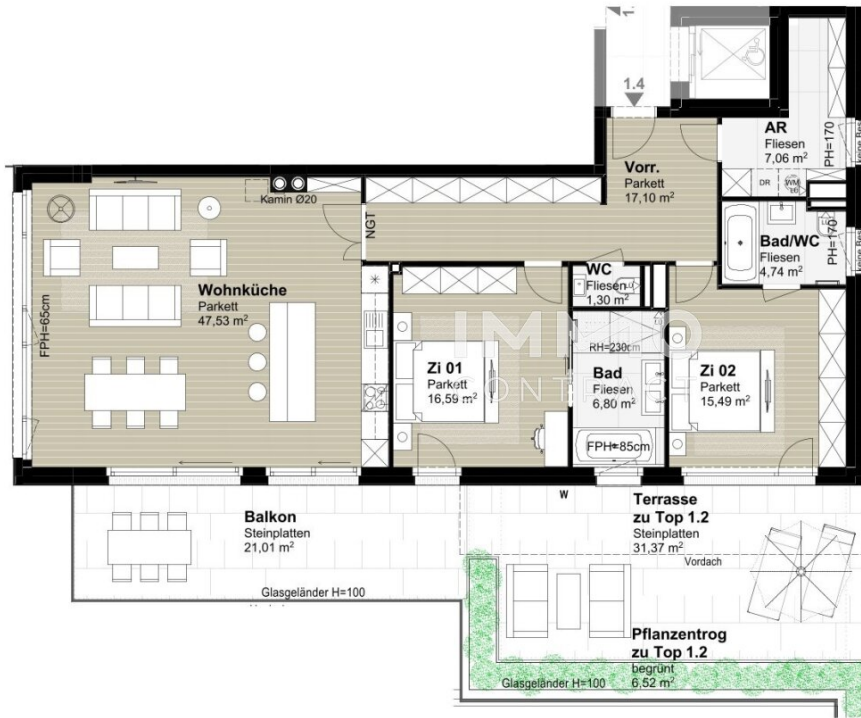 1.4
AR
Fliesen
7,06 m²
PH=170
DR
WM
Vorr.
Parkett
17,10 m²
Kamin Ø20
NGT
Bad/WC
Fliesen
4,74 m²
PH=170
WC
Fliesen
1,30 m²
Wohnküche
Parkett
47,53 m²
FPH=65cm
IMMO
CONTRACT
RH=230cm
Zi 01
Parkett
16,59 m²
Bad
Fliesen
6,80 m²
FPH=85cm
Zi 02
Parkett
15,49 m²
W
Balkon
Steinplatten
21,01 m²
Glasgeländer H=100
Terrasse
zu Top 1.2
Steinplatten
31,37 m²
Vordach
Pflanzentrog
zu Top 1.2
begrünt
6,52 m²
Glasgeländer H=100